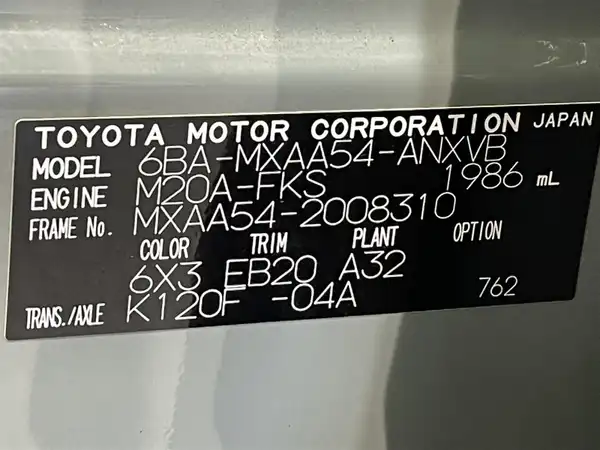 TOYOTA MOTOR CORPORATION JAPAN
MODEL 6BA-MXAA54-ANXVB
ENGINE M20A-FKS 1986 mL
FRAME No. MXAA54-2008310
COLOR TRIM PLANT OPTION
6X3 EB20 A32
TRANS./AXLE K120F -04A 762